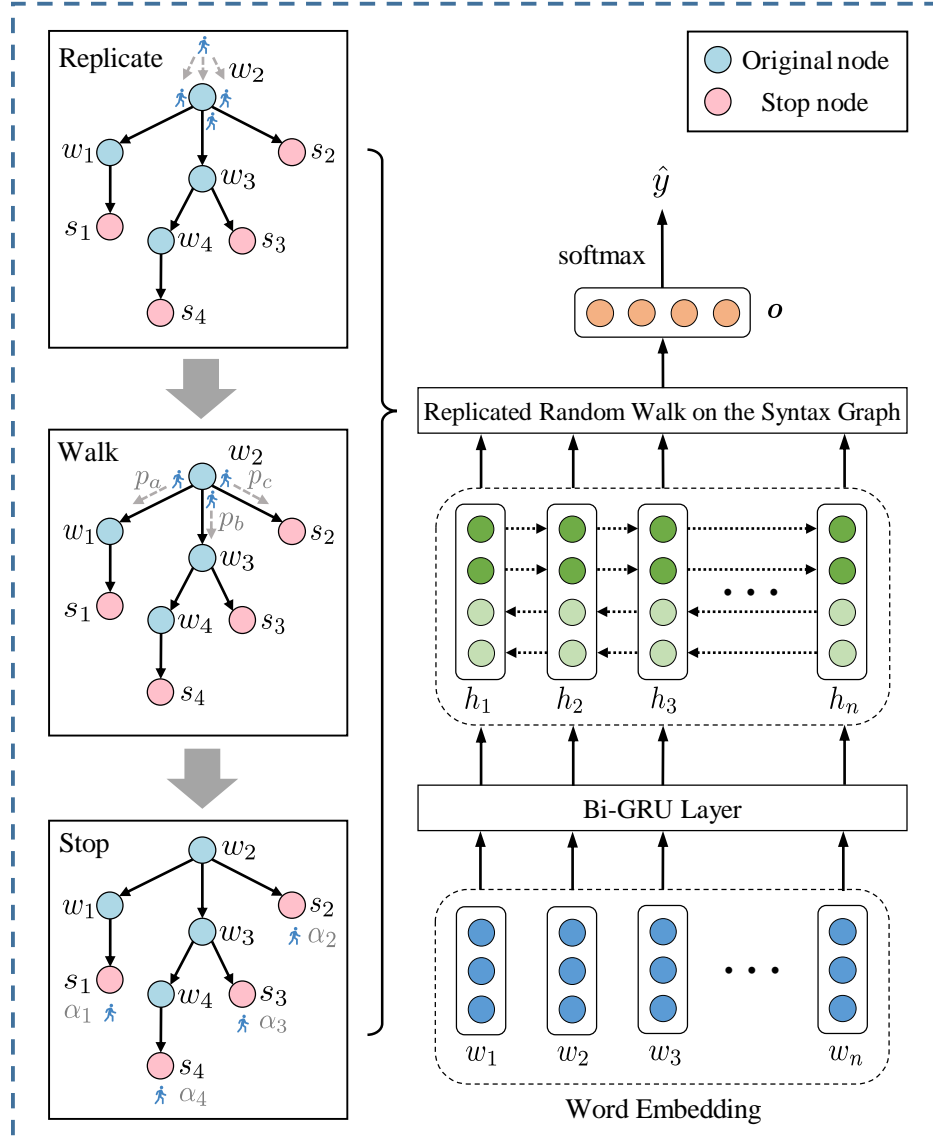 Replicate
w₂
w₁
s₂
w₃
s₁
w₄
s₃
s₄
Walk
w₂
pₐ
p_c
p_b
w₁
s₂
w₃
s₁
w₄
s₃
s₄
Stop
w₂
w₁
s₂
α₂
w₃
s₁
α₁
w₄
s₃
α₃
s₄
α₄
Original node
Stop node
ŷ
softmax
o
Replicated Random Walk on the Syntax Graph
· · ·
h₁ h₂ h₃ hₙ
Bi-GRU Layer
· · ·
w₁ w₂ w₃ wₙ
Word Embedding